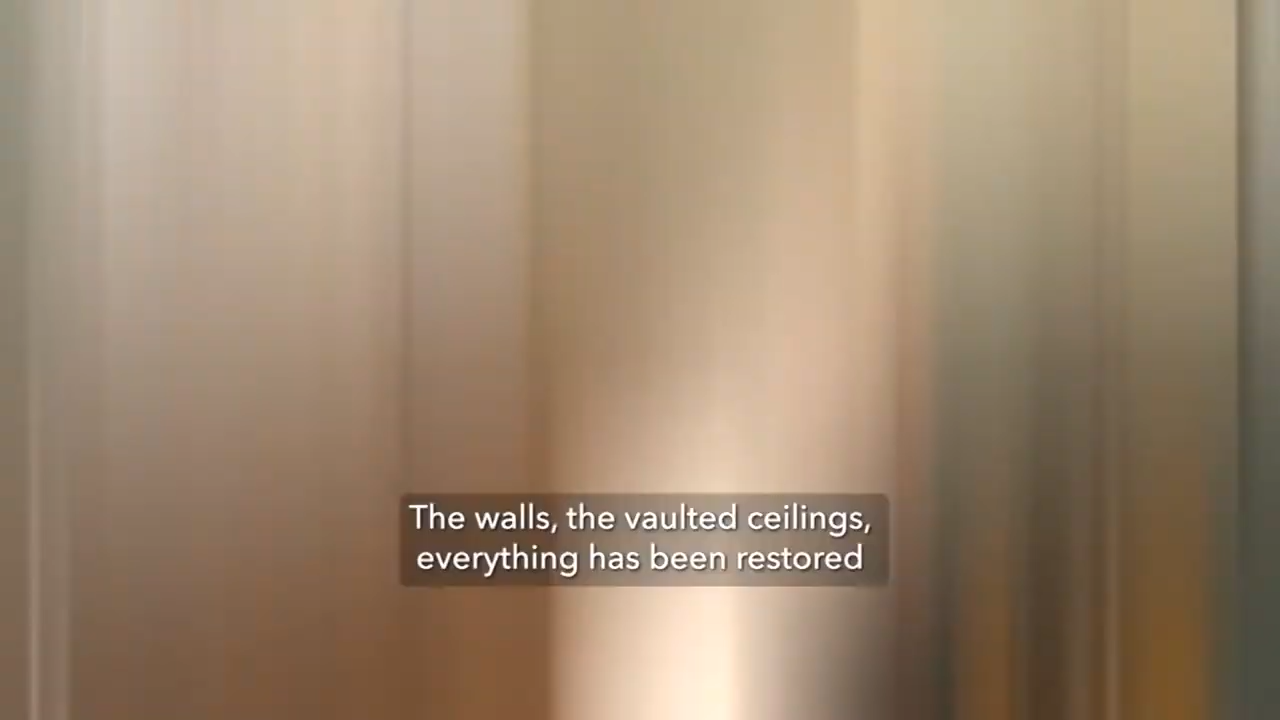 The walls, the vaulted ceilings,
everything has been restored